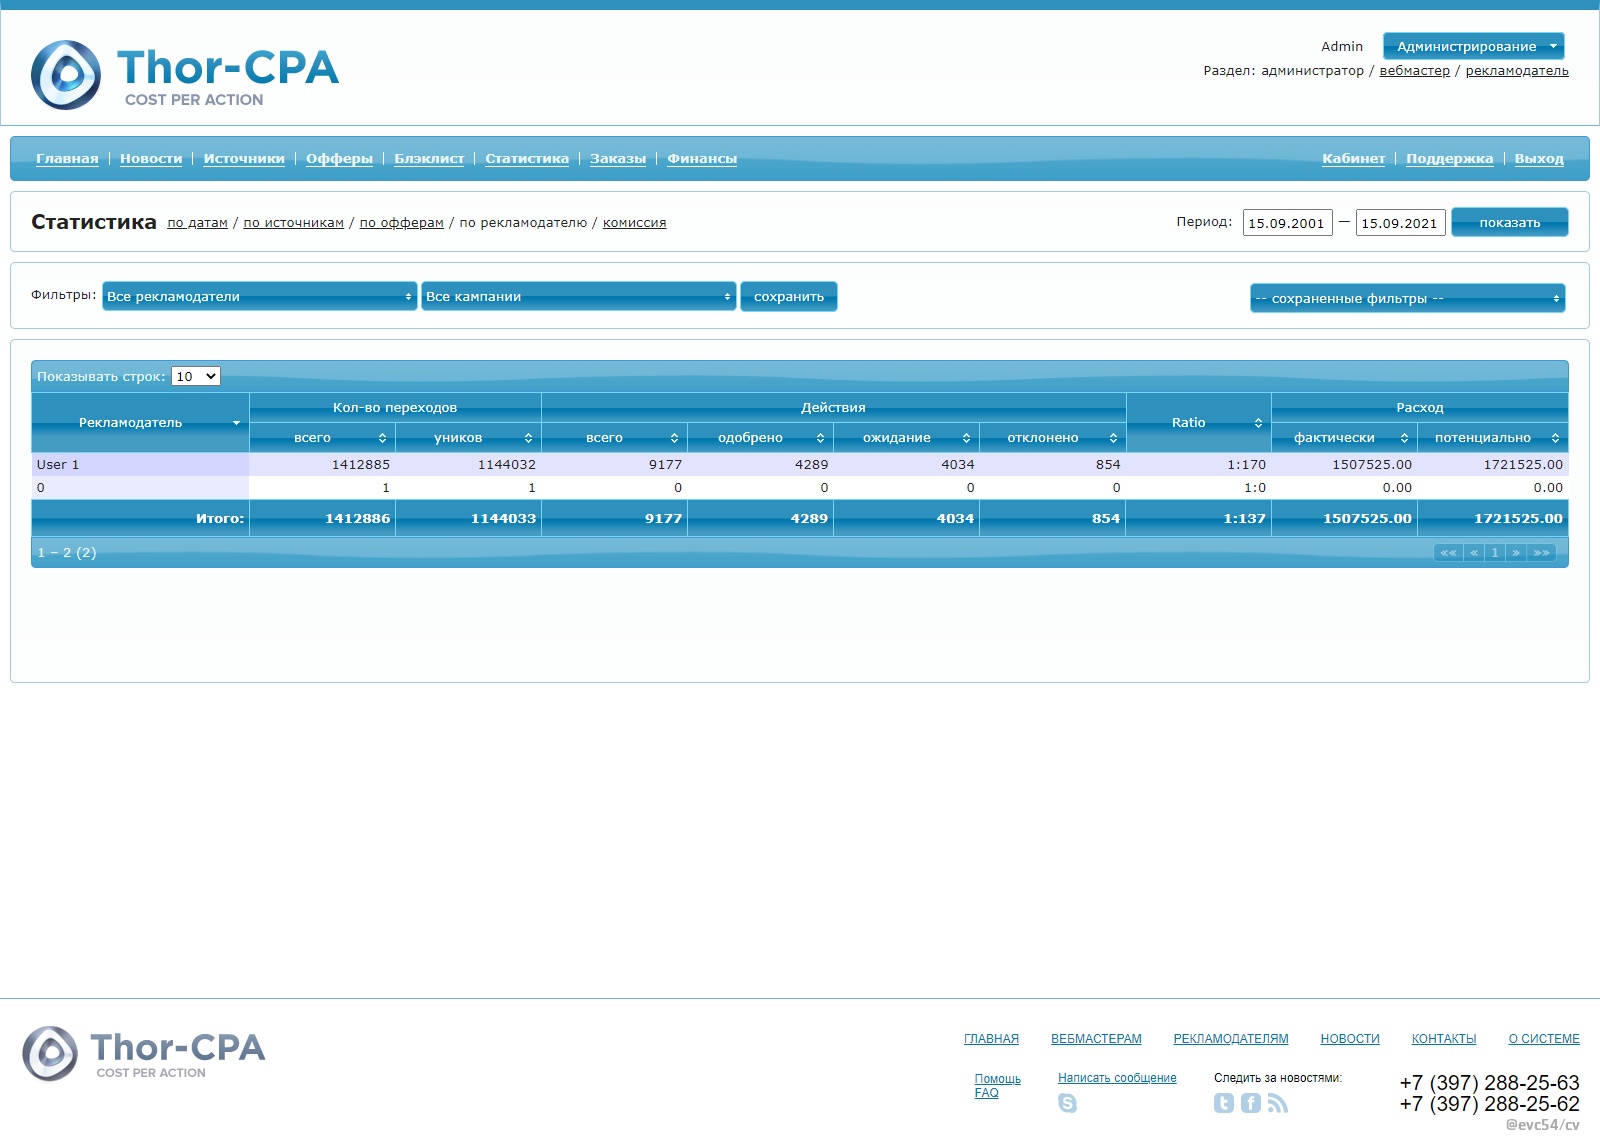 Thor-CPA
COST PER ACTION
Admin Администрирование
Раздел: администратор / вебмастер / рекламодатель
Главная Новости Источники Офферы Блэклист Статистика Заказы Финансы Кабинет Поддержка Выход
Статистика по датам / по источникам / по офферам / по рекламодателю / комиссия Период: 15.09.2001 — 15.09.2021 показать
Фильтры: Все рекламодатели Все кампании сохранить -- сохраненные фильтры --
Показывать строк: 10
Рекламодатель Кол-во переходов Действия Ratio Расход
всего уников всего одобрено ожидание отклонено фактически потенциально
User 1 1412885 1144032 9177 4289 4034 854 1:170 1507525.00 1721525.00
0 1 1 0 0 0 0 1:0 0.00 0.00
Итого: 1412886 1144033 9177 4289 4034 854 1:137 1507525.00 1721525.00
1 – 2 (2) «« « 1 » »»
Thor-CPA
COST PER ACTION
ГЛАВНАЯ ВЕБМАСТЕРАМ РЕКЛАМОДАТЕЛЯМ НОВОСТИ КОНТАКТЫ О СИСТЕМЕ
Помощь
FAQ
Написать сообщение
Следить за новостями:
+7 (397) 288-25-63
+7 (397) 288-25-62
@evc54/cv